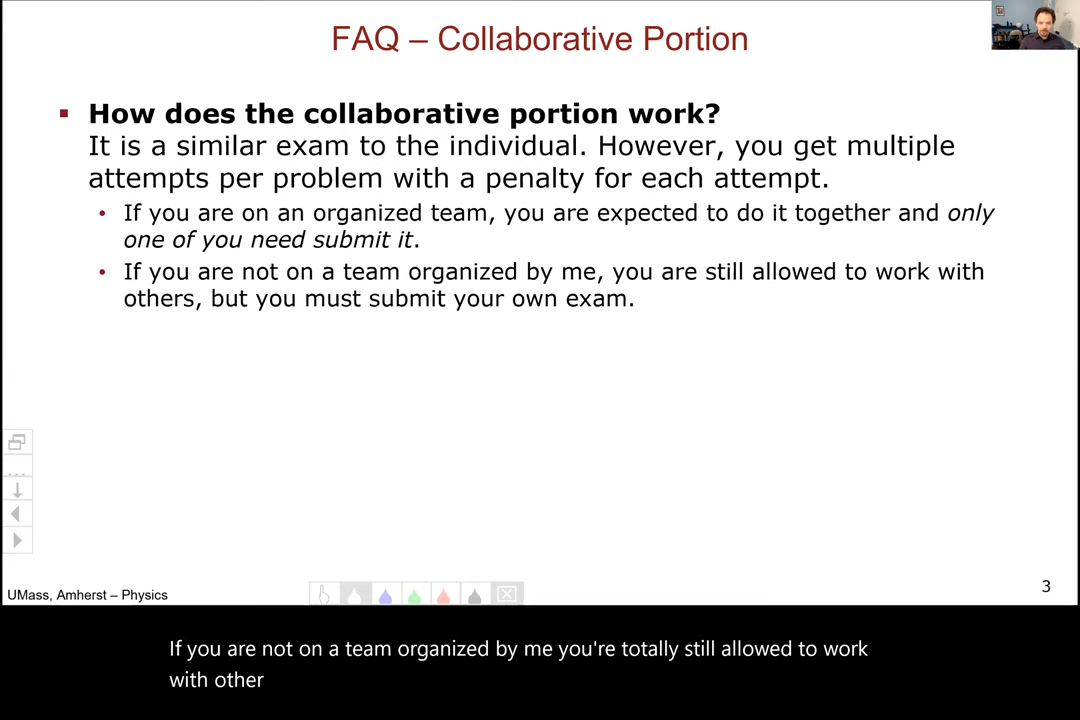 FAQ – Collaborative Portion
How does the collaborative portion work?
It is a similar exam to the individual. However, you get multiple
attempts per problem with a penalty for each attempt.
If you are on an organized team, you are expected to do it together and only
one of you need submit it.
If you are not on a team organized by me, you are still allowed to work with
others, but you must submit your own exam.
UMass, Amherst – Physics
3
If you are not on a team organized by me you're totally still allowed to work
with other